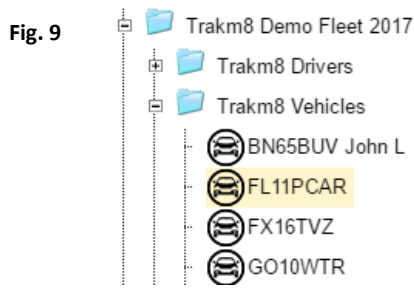 Fig. 9
Trakm8 Demo Fleet 2017
Trakm8 Drivers
Trakm8 Vehicles
BN65BUV John L
FL11PCAR
FX16TVZ
GO10WTR